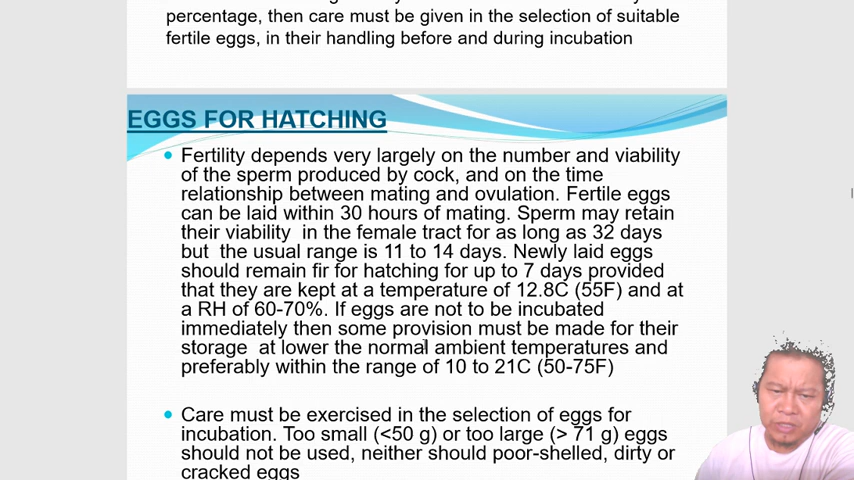 percentage, then care must be given in the selection of suitable
fertile eggs, in their handling before and during incubation
EGGS FOR HATCHING
• Fertility depends very largely on the number and viability
of the sperm produced by cock, and on the time
relationship between mating and ovulation. Fertile eggs
can be laid within 30 hours of mating. Sperm may retain
their viability in the female tract for as long as 32 days
but the usual range is 11 to 14 days. Newly laid eggs
should remain fir for hatching for up to 7 days provided
that they are kept at a temperature of 12.8C (55F) and at
a RH of 60-70%. If eggs are not to be incubated
immediately then some provision must be made for their
storage at lower the normal ambient temperatures and
preferably within the range of 10 to 21C (50-75F)
• Care must be exercised in the selection of eggs for
incubation. Too small (<50 g) or too large (> 71 g) eggs
should not be used, neither should poor-shelled, dirty or
cracked eggs